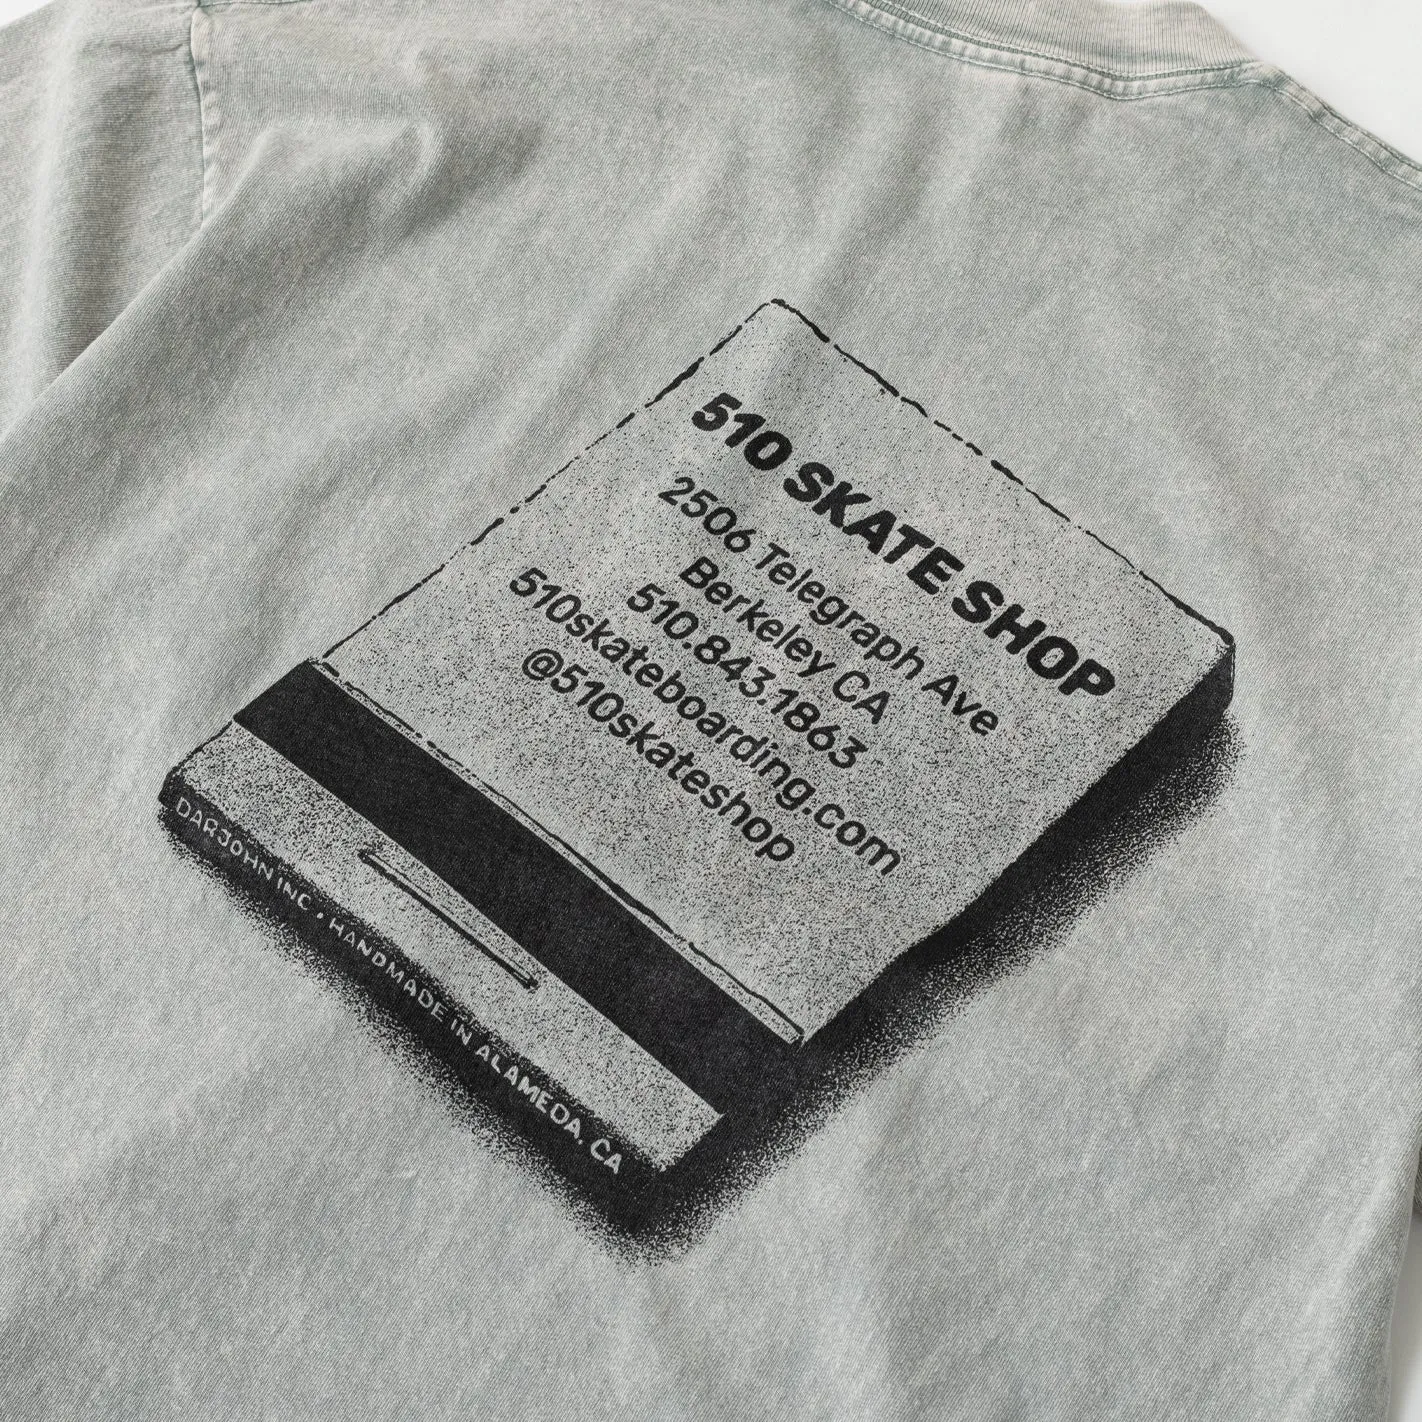 510 SKATE SHOP
2506 Telegraph Ave
Berkeley CA
510.843.1863
510skateboarding.com
@510skateshop
DARJOHN INC • HANDMADE IN ALAMEDA, CA